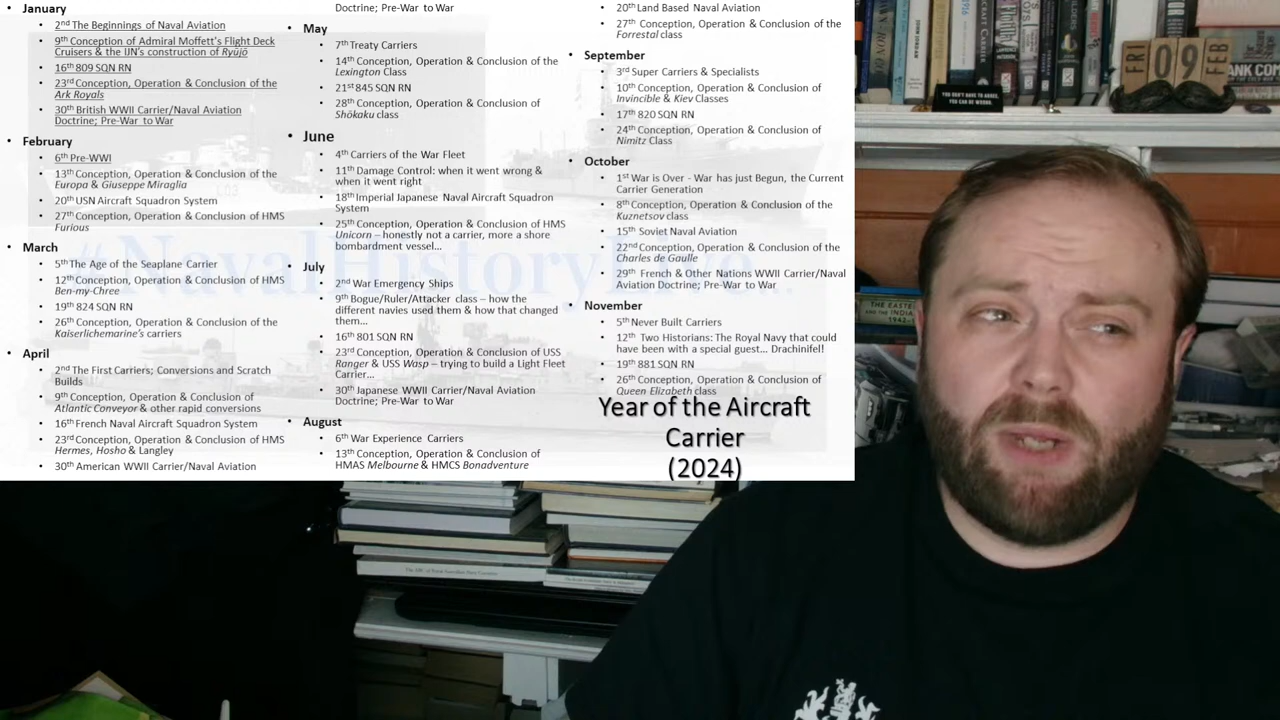 January
2nd The Beginnings of Naval Aviation
9th Conception of Admiral Moffett's Flight Deck
Cruisers & the IJN's construction of Ryūjō
16th 809 SQN RN
23rd Conception, Operation & Conclusion of the
Ark Royals
30th British WWII Carrier/Naval Aviation
Doctrine; Pre-War to War
February
6th Pre-WWI
13th Conception, Operation & Conclusion of the
Europa & Giuseppe Miraglia
20th USN Aircraft Squadron System
27th Conception, Operation & Conclusion of HMS
Furious
March
5th The Age of the Seaplane Carrier
12th Conception, Operation & Conclusion of HMS
Ben-my-Chree
19th 824 SQN RN
26th Conception, Operation & Conclusion of the
Kaiserlichemarine's carriers
April
2nd The First Carriers; Conversions and Scratch
Builds
9th Conception, Operation & Conclusion of
Atlantic Conveyor & other rapid conversions
16th French Naval Aircraft Squadron System
23rd Conception, Operation & Conclusion of HMS
Hermes, Hosho & Langley
30th American WWII Carrier/Naval Aviation
Doctrine; Pre-War to War
May
7th Treaty Carriers
14th Conception, Operation & Conclusion of the
Lexington Class
21st 845 SQN RN
28th Conception, Operation & Conclusion of
Shōkaku class
June
4th Carriers of the War Fleet
11th Damage Control: when it went wrong &
when it went right
18th Imperial Japanese Naval Aircraft Squadron
System
25th Conception, Operation & Conclusion of HMS
Unicorn – honestly not a carrier, more a shore
bombardment vessel...
July
2nd War Emergency Ships
9th Bogue/Ruler/Attacker class – how the
different navies used them & how that changed
them...
16th 801 SQN RN
23rd Conception, Operation & Conclusion of USS
Ranger & USS Wasp – trying to build a Light Fleet
Carrier...
30th Japanese WWII Carrier/Naval Aviation
Doctrine; Pre-War to War
August
6th War Experience Carriers
13th Conception, Operation & Conclusion of
HMAS Melbourne & HMCS Bonadventure
20th Land Based Naval Aviation
27th Conception, Operation & Conclusion of the
Forrestal class
September
3rd Super Carriers & Specialists
10th Conception, Operation & Conclusion of
Invincible & Kiev Classes
17th 820 SQN RN
24th Conception, Operation & Conclusion of
Nimitz Class
October
1st War is Over - War has just Begun, the Current
Carrier Generation
8th Conception, Operation & Conclusion of the
Kuznetsov class
15th Soviet Naval Aviation
22nd Conception, Operation & Conclusion of the
Charles de Gaulle
29th French & Other Nations WWII Carrier/Naval
Aviation Doctrine; Pre-War to War
November
5th Never Built Carriers
12th Two Historians: The Royal Navy that could
have been with a special guest... Drachinifel!
19th 881 SQN RN
26th Conception, Operation & Conclusion of
Queen Elizabeth class
Year of the Aircraft
Carrier
(2024)
#NavalHistoryLive...
FRI 09 FEB
YOU DON'T HAVE TO AGREE,
YOU CAN BE WRONG.
THE EASTE
AND THE INDIAN
1942-